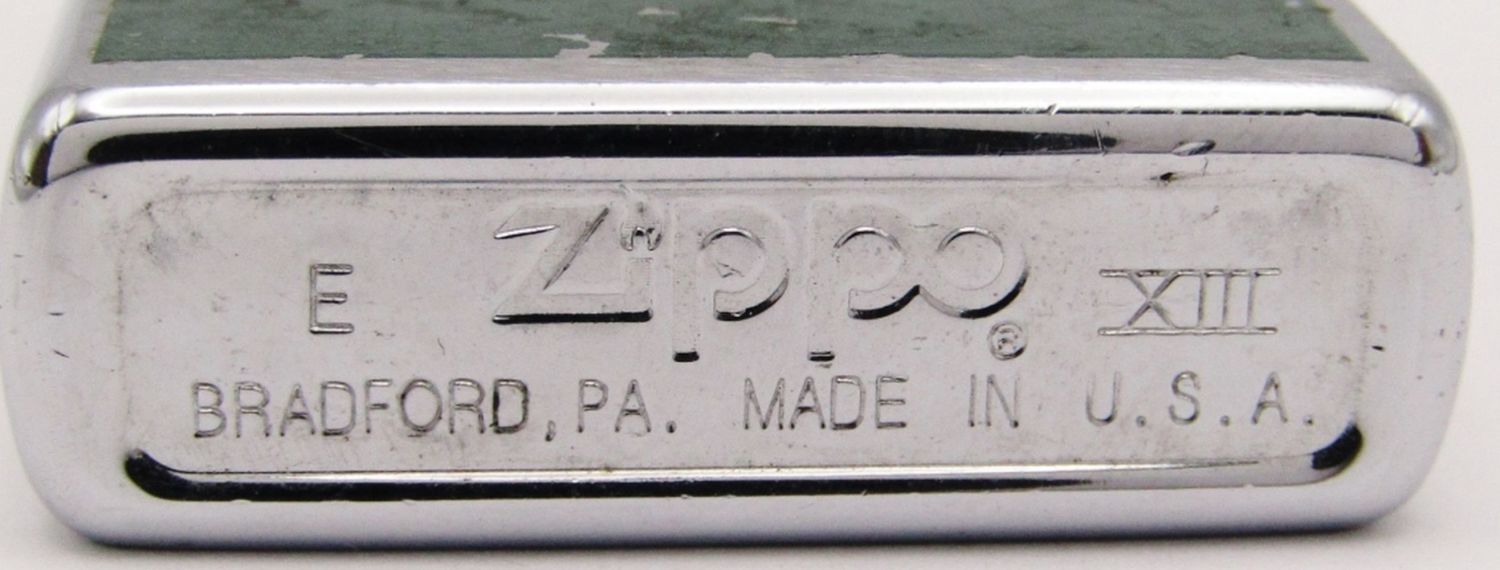 E Zippo ® XIII
BRADFORD, PA. MADE IN U.S.A.